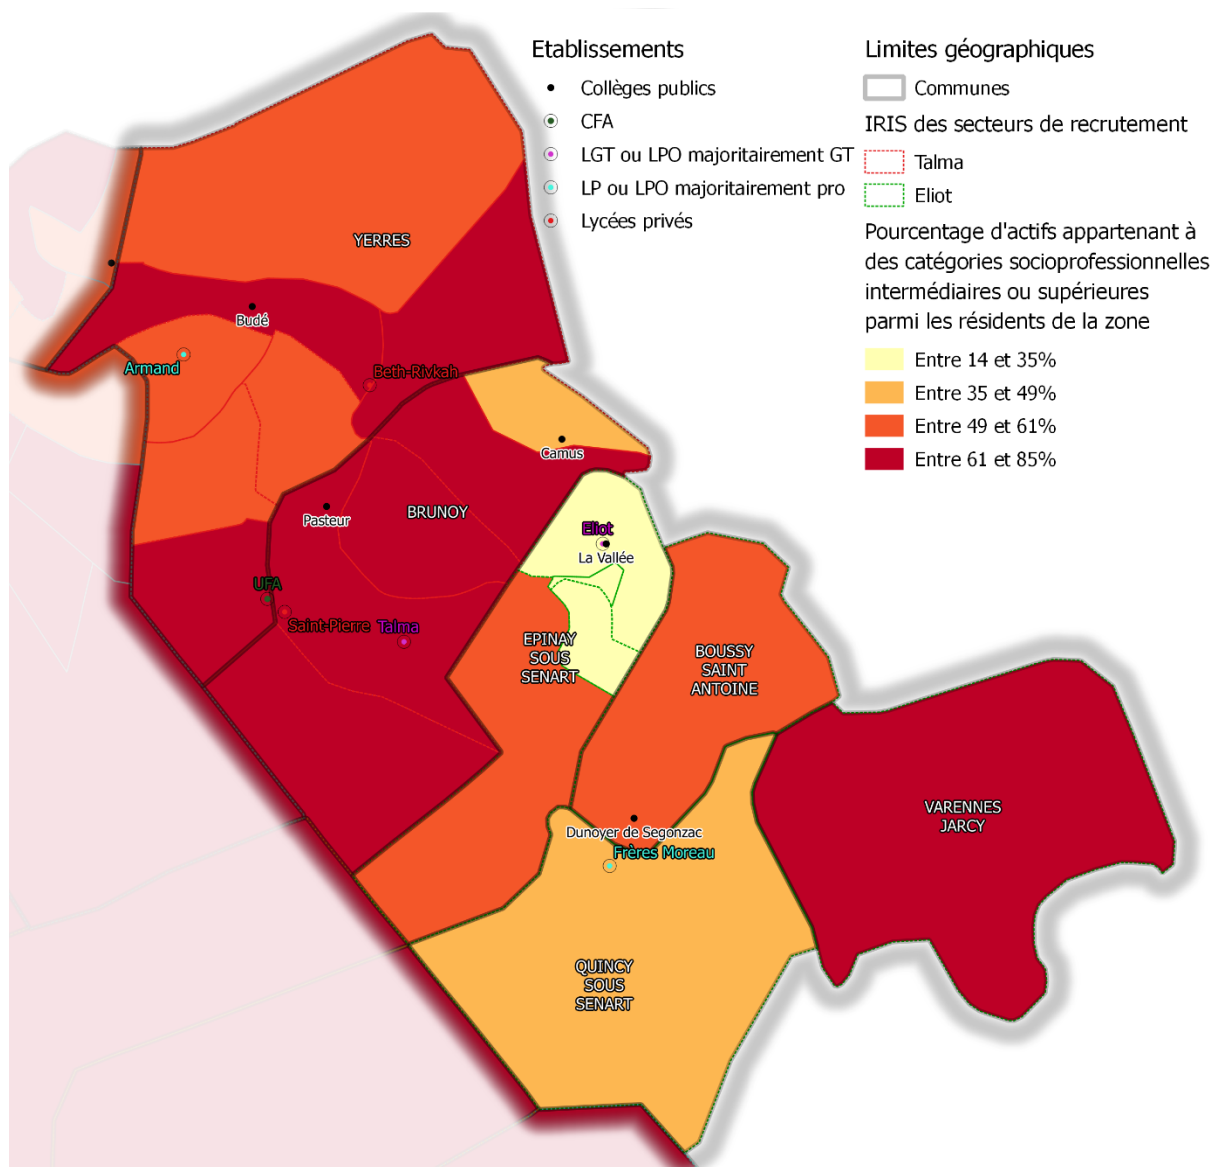 Etablissements
Collèges publics
CFA
LGT ou LPO majoritairement GT
LP ou LPO majoritairement pro
Lycées privés
Limites géographiques
Communes
IRIS des secteurs de recrutement
Talma
Eliot
Pourcentage d'actifs appartenant à
des catégories socioprofessionnelles
intermédiaires ou supérieures
parmi les résidents de la zone
Entre 14 et 35%
Entre 35 et 49%
Entre 49 et 61%
Entre 61 et 85%
YERRES
Budé
Armand
Beth-Rivkah
Camus
Pasteur
BRUNOY
Eliot
La Vallée
UFA
Saint-Pierre
Talma
EPINAY
SOUS
SENART
BOUSSY
SAINT
ANTOINE
VARENNES
JARCY
Dunoyer de Segonzac
Frères Moreau
QUINCY
SOUS
SENART